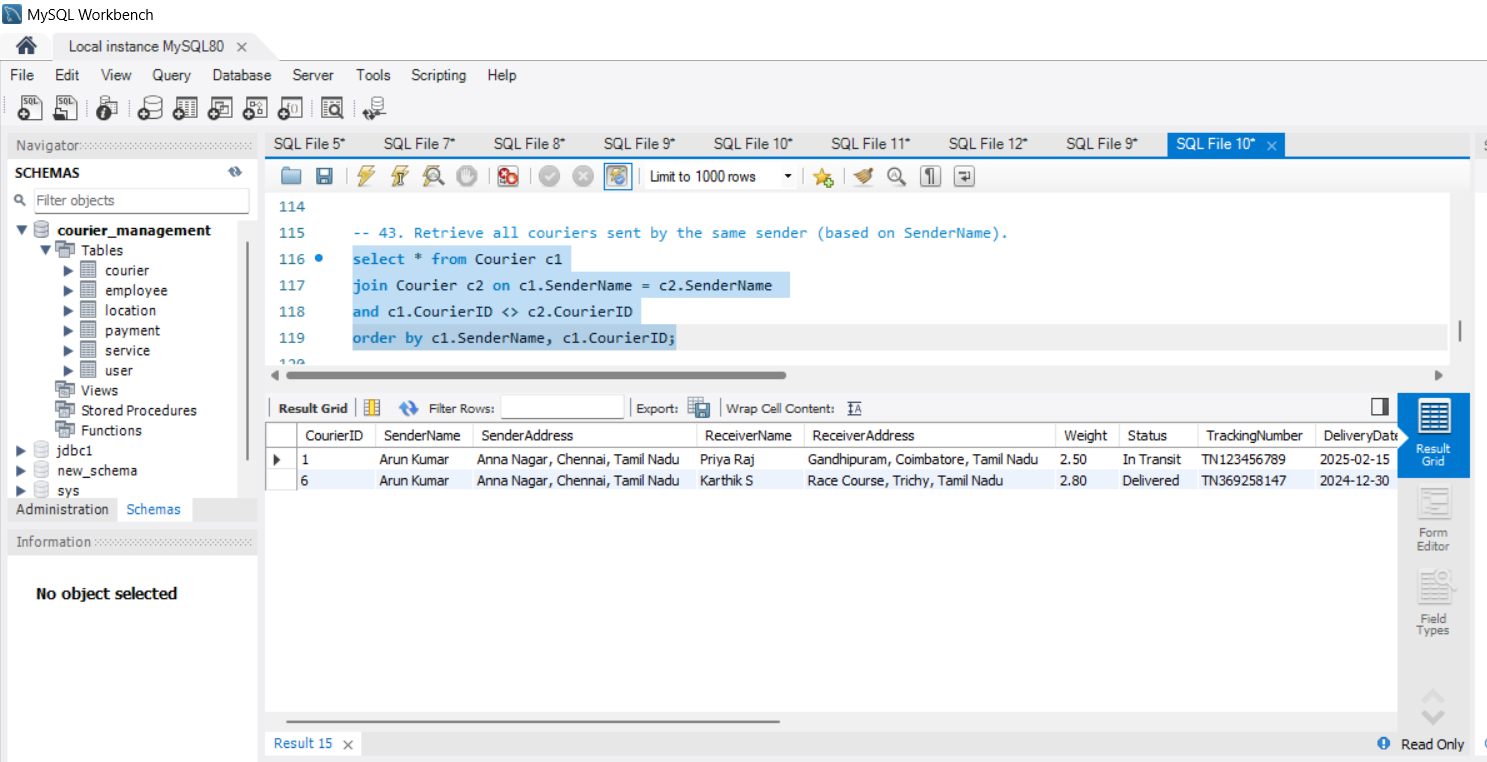 MySQL Workbench
Local instance MySQL80
File Edit View Query Database Server Tools Scripting Help
Navigator
SCHEMAS
Filter objects
courier_management
Tables
courier
employee
location
payment
service
user
Views
Stored Procedures
Functions
jdbc1
new_schema
sys
Administration Schemas
Information
No object selected
SQL File 5* SQL File 7* SQL File 8* SQL File 9* SQL File 10* SQL File 11* SQL File 12* SQL File 9* SQL File 10*
Limit to 1000 rows
114
115 -- 43. Retrieve all couriers sent by the same sender (based on SenderName).
116 select * from Courier c1
117 join Courier c2 on c1.SenderName = c2.SenderName
118 and c1.CourierID <> c2.CourierID
119 order by c1.SenderName, c1.CourierID;
Result Grid Filter Rows: Export: Wrap Cell Content:
CourierID SenderName SenderAddress ReceiverName ReceiverAddress Weight Status TrackingNumber DeliveryDate
1 Arun Kumar Anna Nagar, Chennai, Tamil Nadu Priya Raj Gandhipuram, Coimbatore, Tamil Nadu 2.50 In Transit TN123456789 2025-02-15
6 Arun Kumar Anna Nagar, Chennai, Tamil Nadu Karthik S Race Course, Trichy, Tamil Nadu 2.80 Delivered TN369258147 2024-12-30
Result
Grid
Form
Editor
Field
Types
Result 15
Read Only